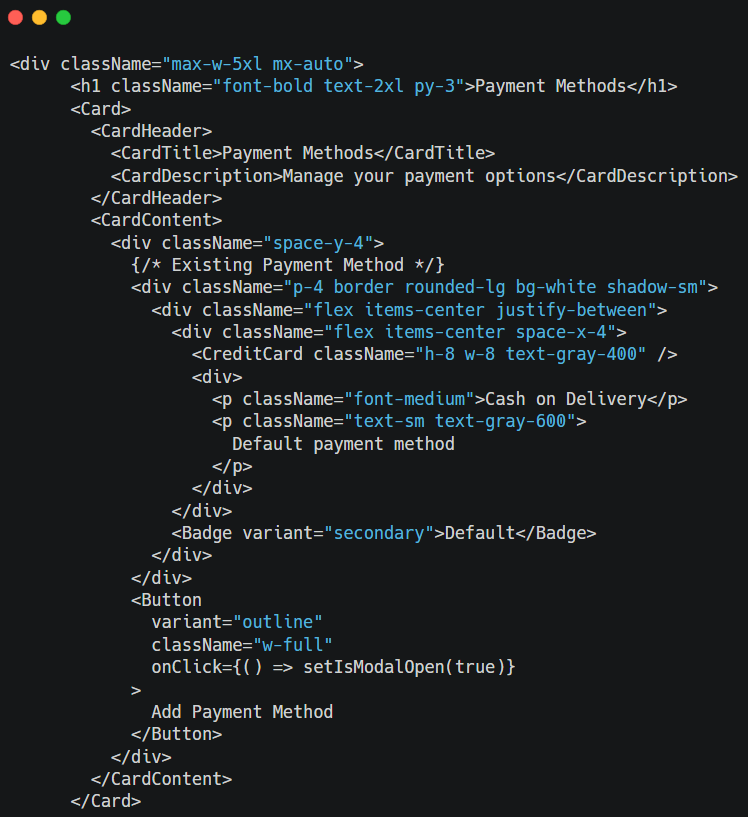 <div className="max-w-5xl mx-auto">
      <h1 className="font-bold text-2xl py-3">Payment Methods</h1>
      <Card>
        <CardHeader>
          <CardTitle>Payment Methods</CardTitle>
          <CardDescription>Manage your payment options</CardDescription>
        </CardHeader>
        <CardContent>
          <div className="space-y-4">
            {/* Existing Payment Method */}
            <div className="p-4 border rounded-lg bg-white shadow-sm">
              <div className="flex items-center justify-between">
                <div className="flex items-center space-x-4">
                  <CreditCard className="h-8 w-8 text-gray-400" />
                  <div>
                    <p className="font-medium">Cash on Delivery</p>
                    <p className="text-sm text-gray-600">
                      Default payment method
                    </p>
                  </div>
                </div>
                <Badge variant="secondary">Default</Badge>
              </div>
            </div>
            <Button
              variant="outline"
              className="w-full"
              onClick={() => setIsModalOpen(true)}
            >
              Add Payment Method
            </Button>
          </div>
        </CardContent>
      </Card>